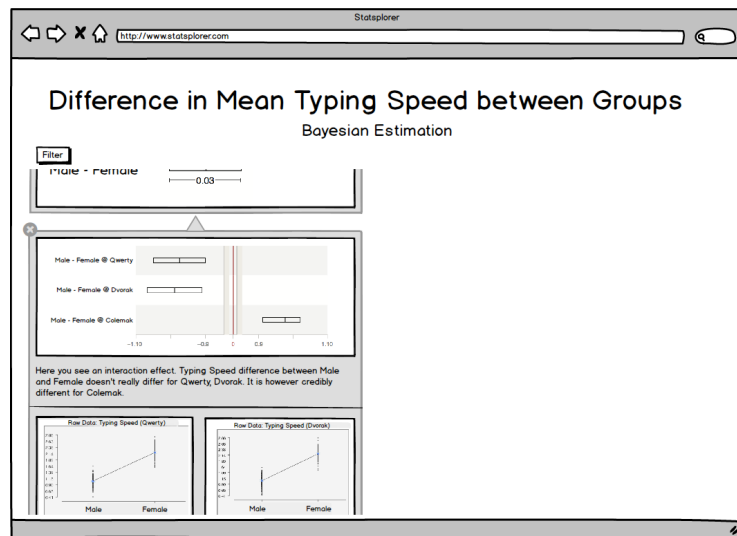 Statsplorer
http://www.statsplorer.com
Difference in Mean Typing Speed between Groups
Bayesian Estimation
Filter
Male - Female
0.03
Male - Female @ Qwerty
Male - Female @ Dvorak
Male - Female @ Colemak
-1.10 -0.9 0 0.9 1.10
Here you see an interaction effect. Typing Speed difference between Male
and Female doesn't really differ for Qwerty, Dvorak. It is however credibly
different for Colemak.
Raw Data: Typing Speed (Qwerty)
Male Female
Raw Data: Typing Speed (Dvorak)
Male Female